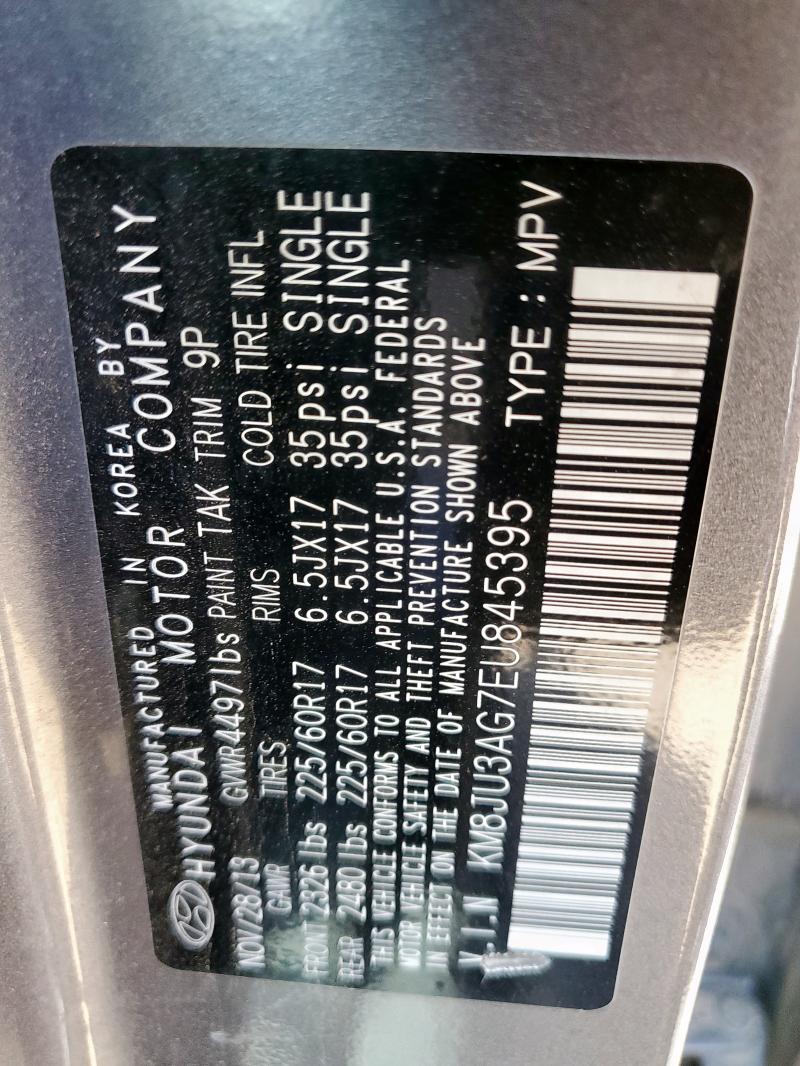 MANUFACTURED IN KOREA BY
HYUNDAI MOTOR COMPANY
NOV/28/13 GVWR4497lbs PAINT TAK TRIM 9P
GAWR TIRES RIMS COLD TIRE INFL
FRONT 2326 lbs 225/60R17 6.5JX17 35psi SINGLE
REAR 2480 lbs 225/60R17 6.5JX17 35psi SINGLE
THIS VEHICLE CONFORMS TO ALL APPLICABLE U.S.A. FEDERAL
MOTOR VEHICLE SAFETY AND THEFT PREVENTION STANDARDS
IN EFFECT ON THE DATE OF MANUFACTURE SHOWN ABOVE
V.I.N KM8JU3AG7EU845395 TYPE : MPV